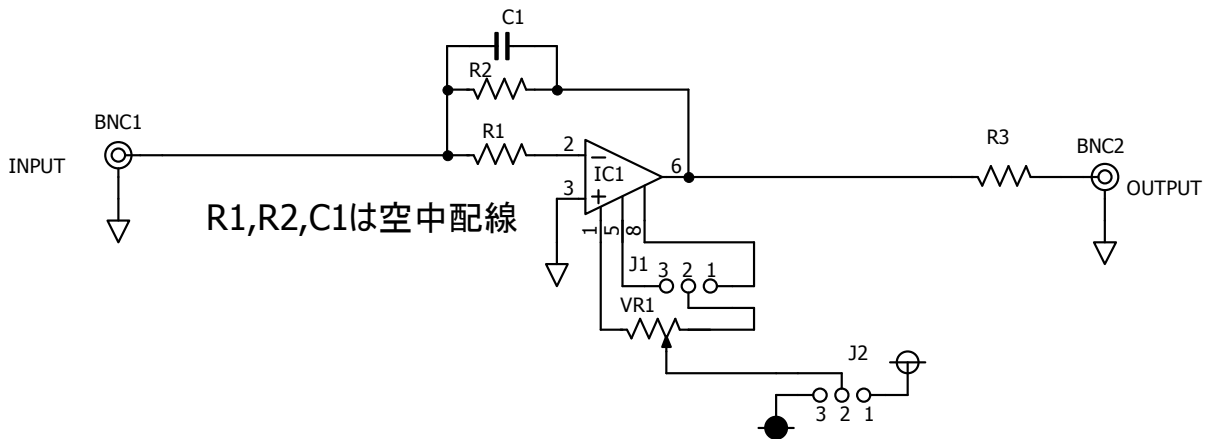 C1
R2
BNC1
R1
R3
BNC2
INPUT
2
IC1
6
3
OUTPUT
R1,R2,C1は空中配線
1
5
8
J1
3 2 1
VR1
J2
3 2 1